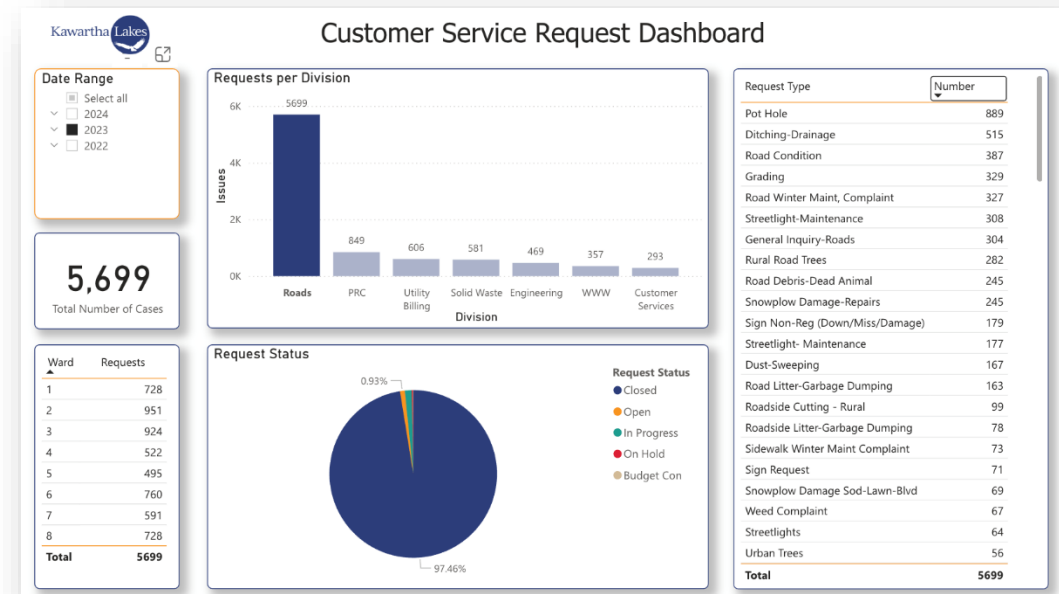 Kawartha Lakes
Customer Service Request Dashboard
Date Range
Select all
2024
2023
2022
5,699
Total Number of Cases
Ward Requests
1 728
2 951
3 924
4 522
5 495
6 760
7 591
8 728
Total 5699
Requests per Division
Issues
6K
4K
2K
0K
5699
849
606
581
469
357
293
Roads
PRC
Utility
Billing
Solid Waste
Engineering
WWW
Customer
Services
Division
Request Status
0.93%
97.46%
Request Status
Closed
Open
In Progress
On Hold
Budget Con
Request Type Number
Pot Hole 889
Ditching-Drainage 515
Road Condition 387
Grading 329
Road Winter Maint, Complaint 327
Streetlight-Maintenance 308
General Inquiry-Roads 304
Rural Road Trees 282
Road Debris-Dead Animal 245
Snowplow Damage-Repairs 245
Sign Non-Reg (Down/Miss/Damage) 179
Streetlight- Maintenance 177
Dust-Sweeping 167
Road Litter-Garbage Dumping 163
Roadside Cutting - Rural 99
Roadside Litter-Garbage Dumping 78
Sidewalk Winter Maint Complaint 73
Sign Request 71
Snowplow Damage Sod-Lawn-Blvd 69
Weed Complaint 67
Streetlights 64
Urban Trees 56
Total 5699